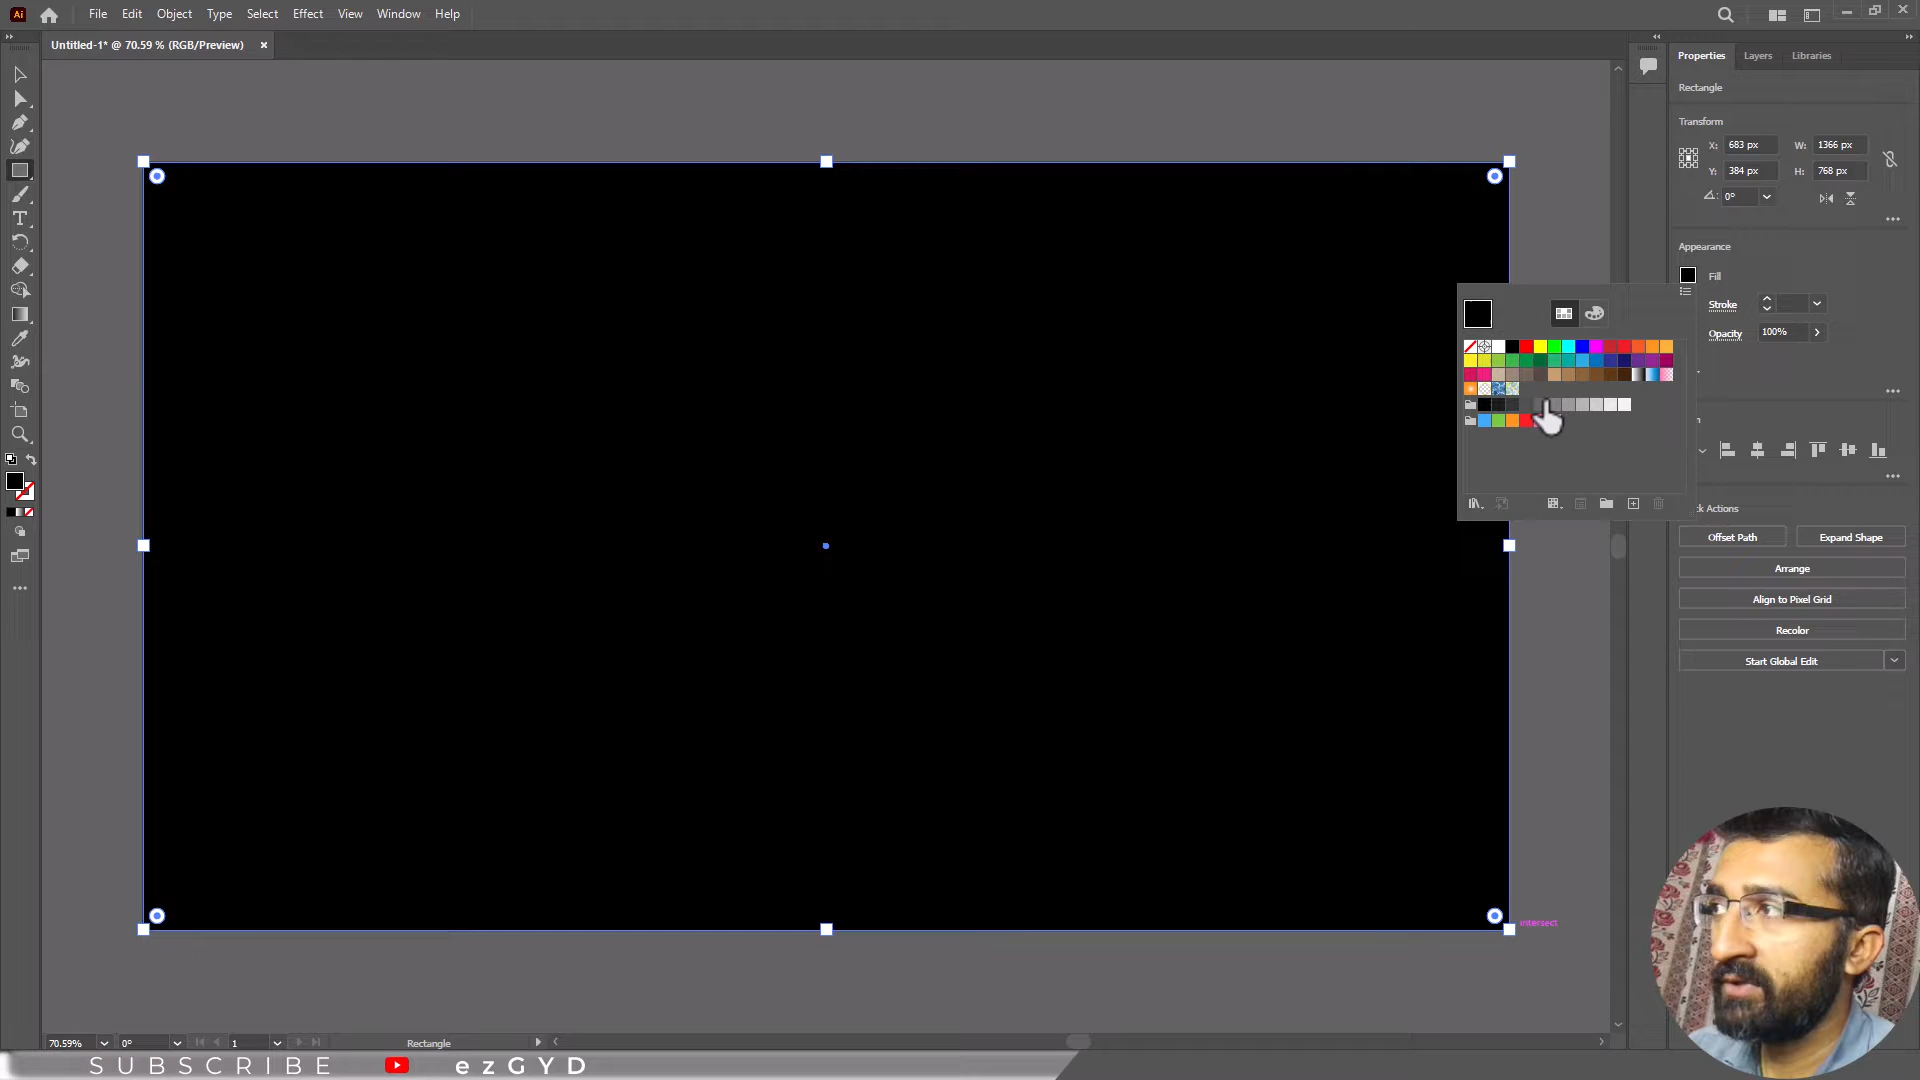 Ai File Edit Object Type Select Effect View Window Help
Untitled-1* @ 70.59 % (RGB/Preview) ×
Properties Layers Libraries
Rectangle
Transform
X: 683 px W: 1366 px
Y: 384 px H: 768 px
0°
Appearance
Fill
Stroke
Opacity 100%
Offset Path Expand Shape
Arrange
Align to Pixel Grid
Recolor
Start Global Edit
intersect
70.59% 0° 1 Rectangle
SUBSCRIBE ezGYD